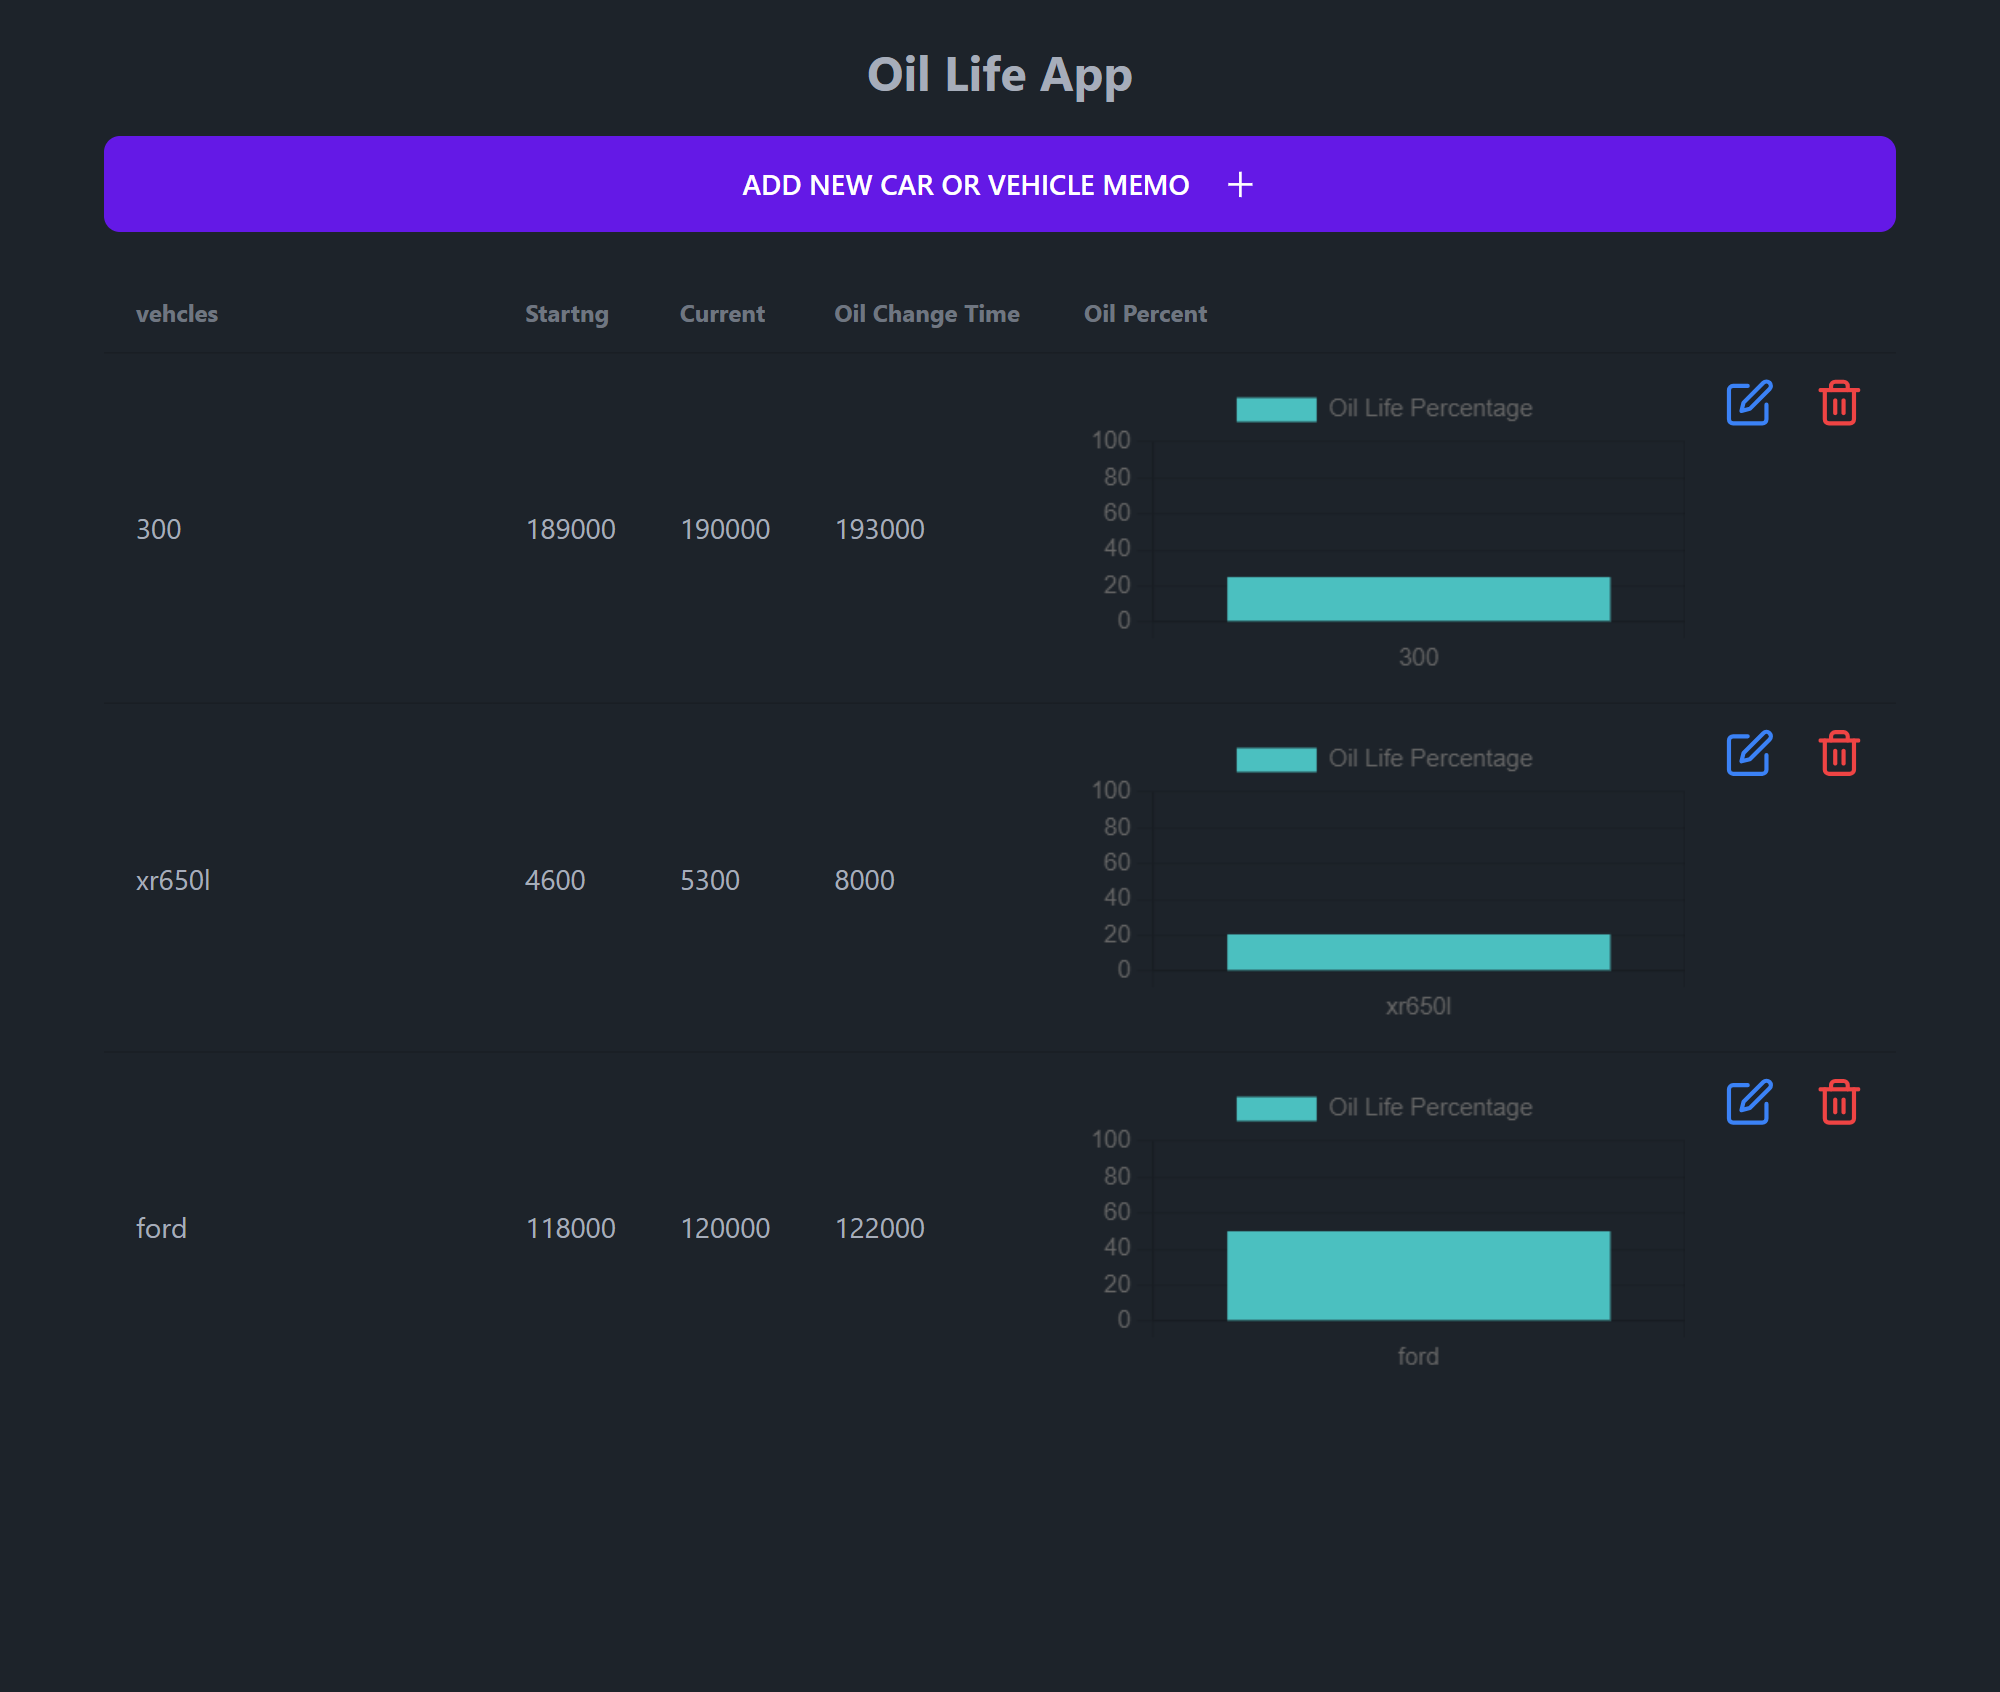 Oil Life App
ADD NEW CAR OR VEHICLE MEMO +
vehcles Startng Current Oil Change Time Oil Percent
Oil Life Percentage
100
80
60
300 189000 190000 193000
40
20
0
300
Oil Life Percentage
100
80
60
xr650l 4600 5300 8000
40
20
0
xr650l
Oil Life Percentage
100
80
60
ford 118000 120000 122000
40
20
0
ford